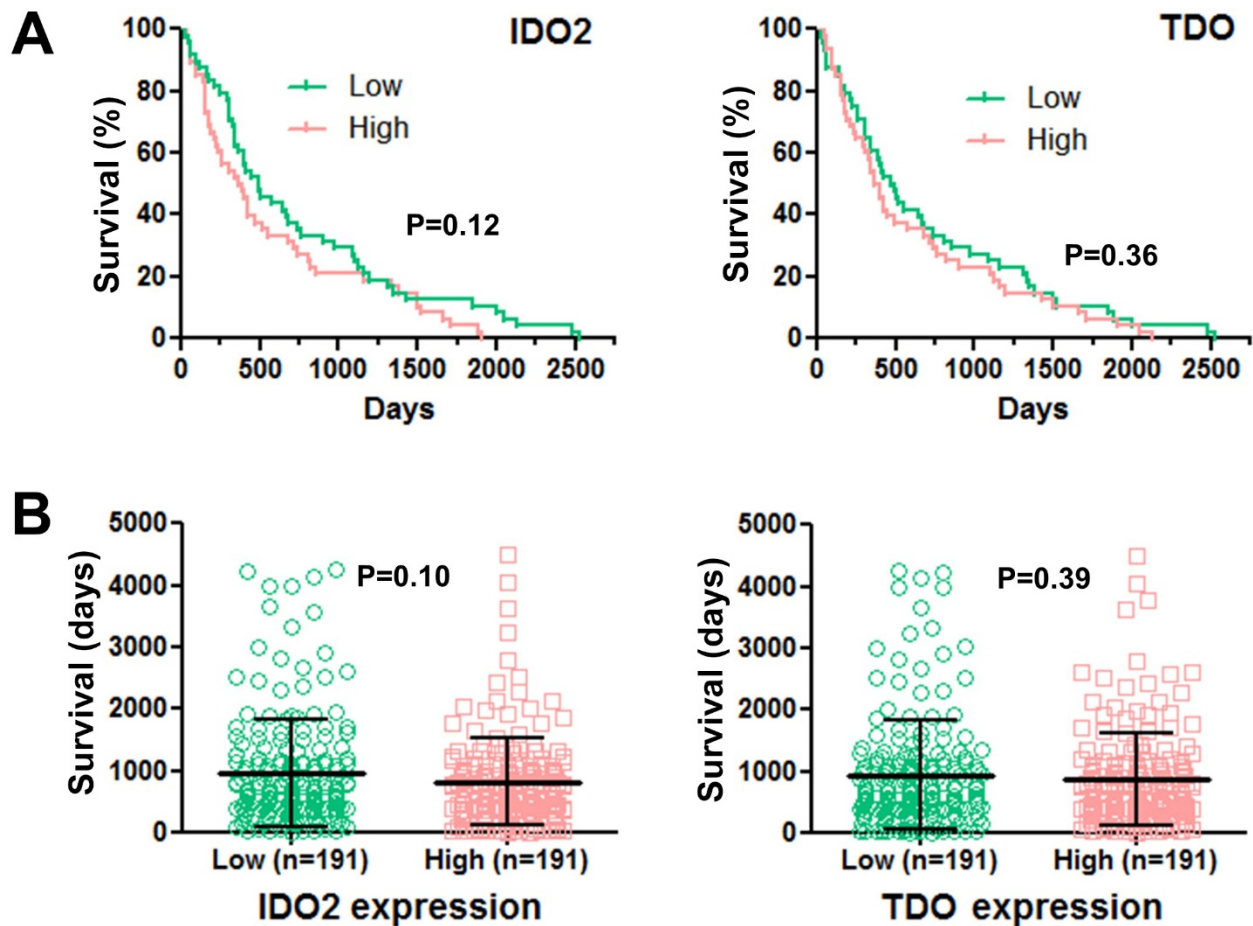 A
IDO2
Survival (%)
100
80
60
40
20
0
Low
High
P=0.12
0 500 1000 1500 2000 2500
Days
TDO
Survival (%)
100
80
60
40
20
0
Low
High
P=0.36
0 500 1000 1500 2000 2500
Days
B
Survival (days)
5000
4000
3000
2000
1000
0
P=0.10
Low (n=191) High (n=191)
IDO2 expression
Survival (days)
5000
4000
3000
2000
1000
0
P=0.39
Low (n=191) High (n=191)
TDO expression